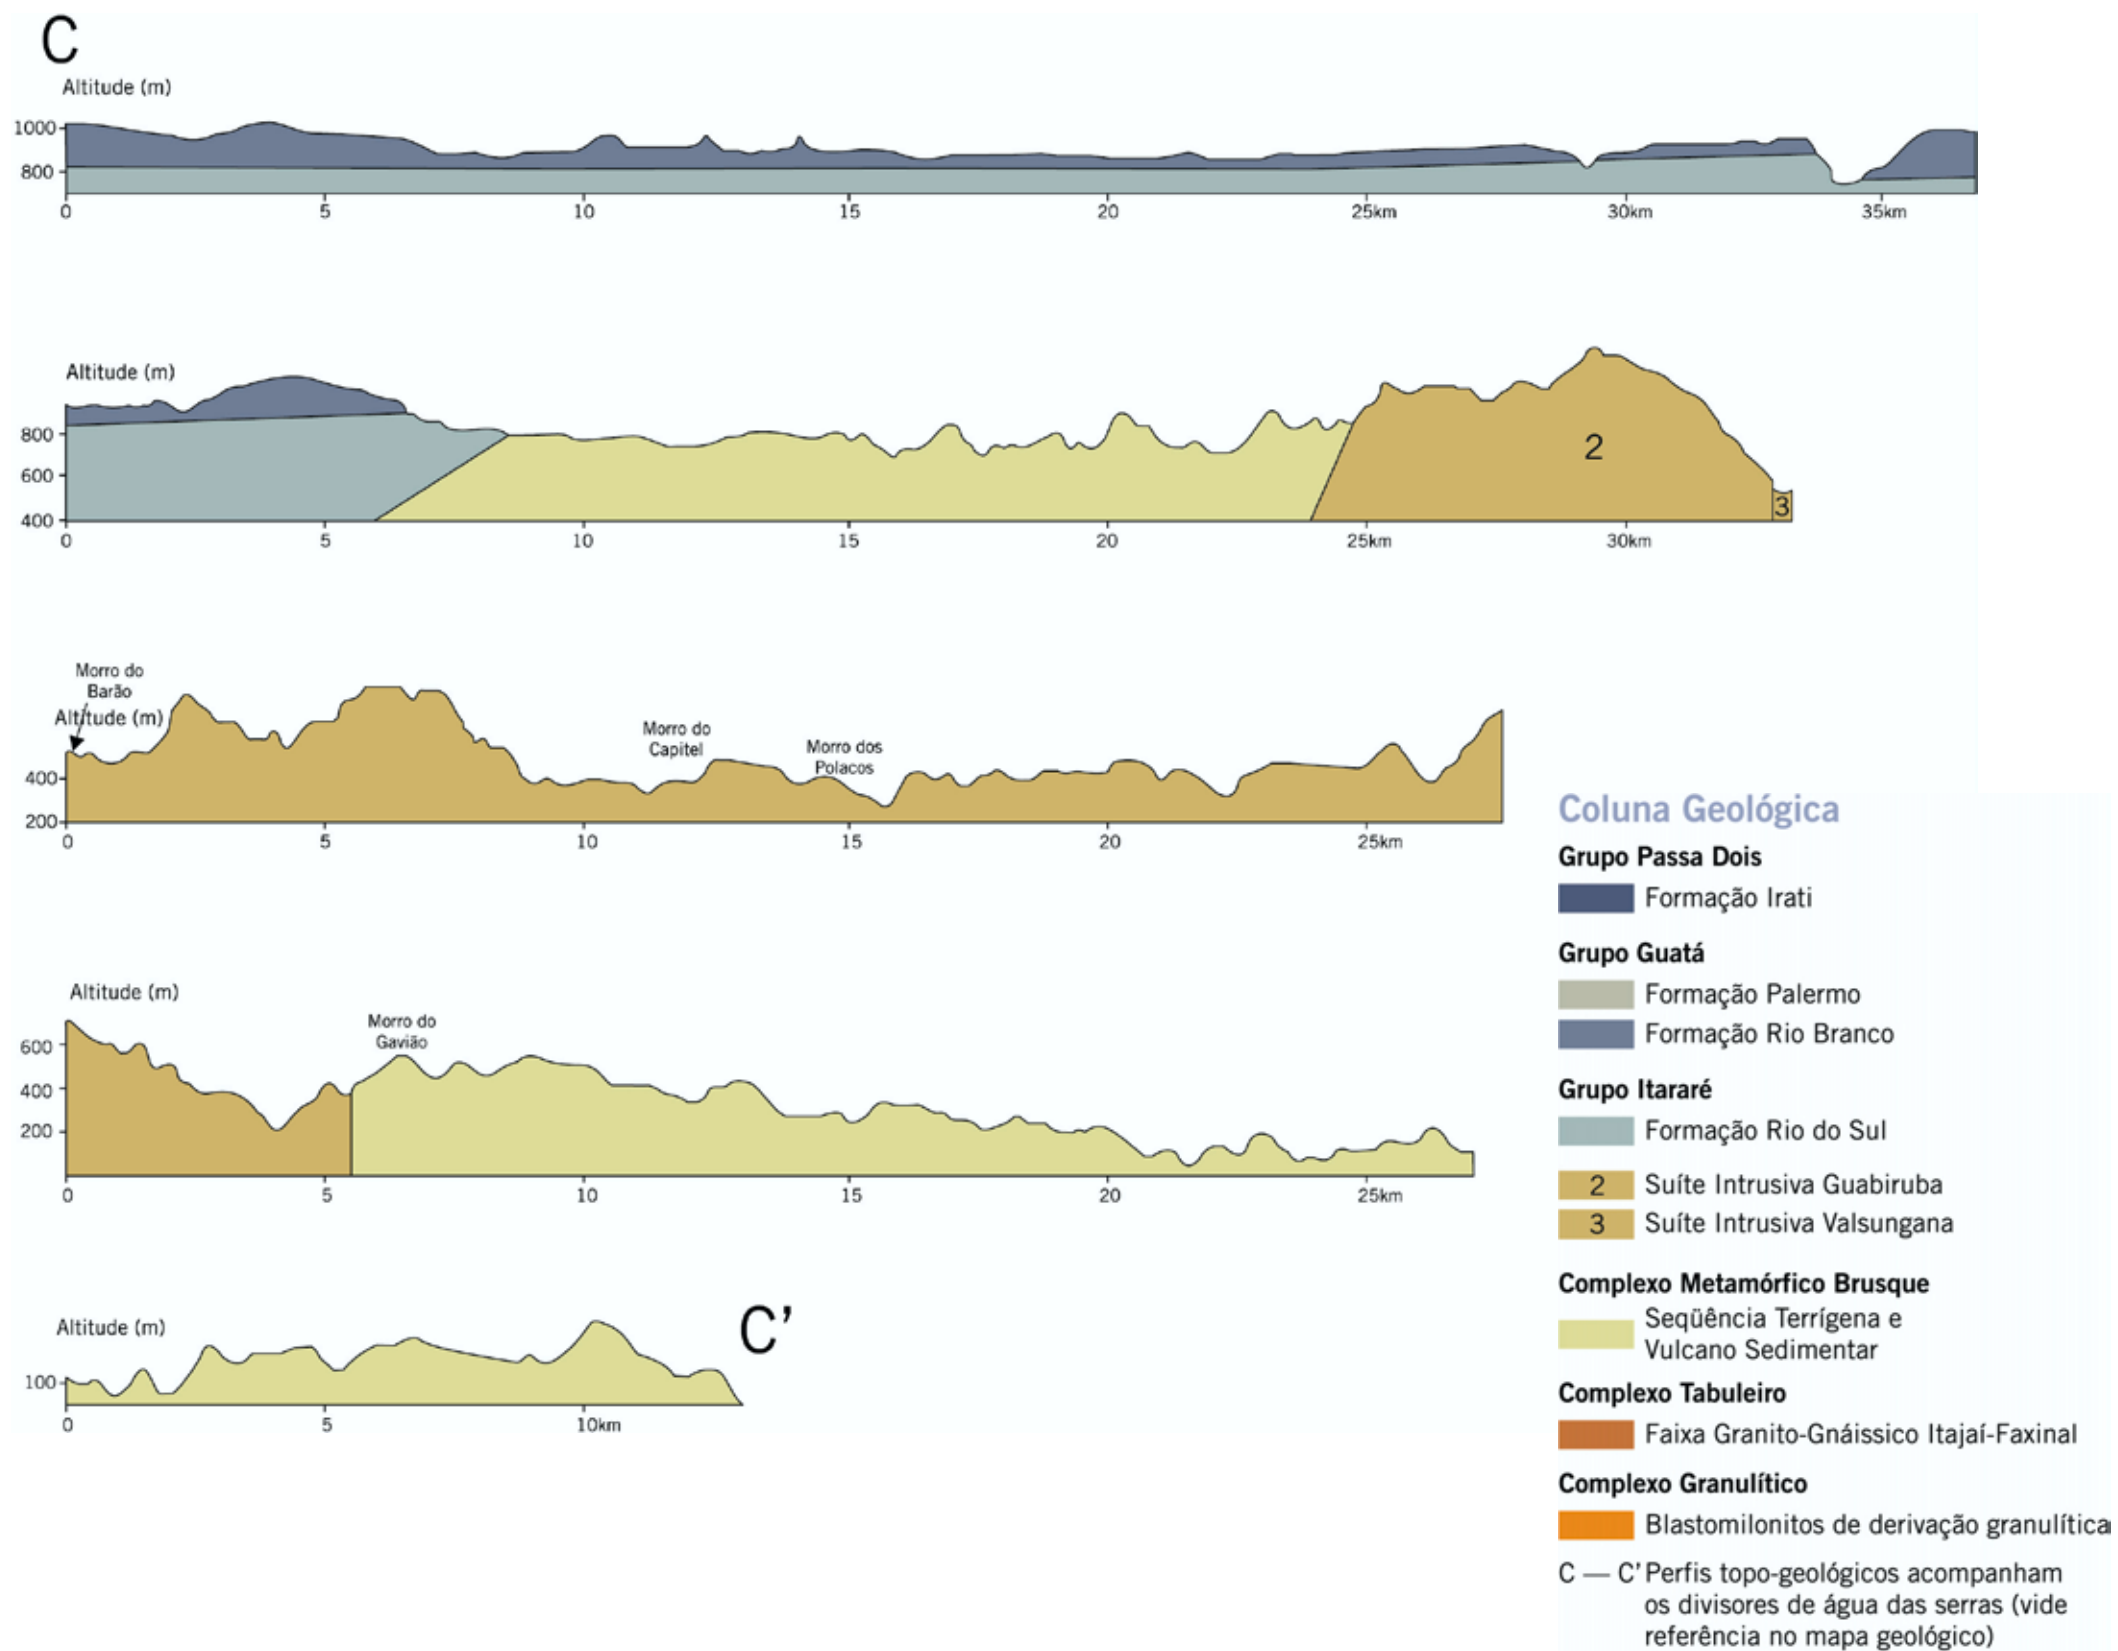 C
Altitude (m)
1000
800
0 5 10 15 20 25km 30km 35km
Altitude (m)
800
600
400
2
3
0 5 10 15 20 25km 30km
Morro do
Barão
Altitude (m)
Morro do
Capitel
Morro dos
Polacos
400
200
0 5 10 15 20 25km
Altitude (m)
Morro do
Gavião
600
400
200
0 5 10 15 20 25km
Altitude (m)
C'
100
0 5 10km
Coluna Geológica
Grupo Passa Dois
Formação Irati
Grupo Guatá
Formação Palermo
Formação Rio Branco
Grupo Itararé
Formação Rio do Sul
2 Suíte Intrusiva Guabiruba
3 Suíte Intrusiva Valsungana
Complexo Metamórfico Brusque
Seqüência Terrígena e
Vulcano Sedimentar
Complexo Tabuleiro
Faixa Granito-Gnáissico Itajaí-Faxinal
Complexo Granulítico
Blastomilonitos de derivação granulítica
C — C' Perfis topo-geológicos acompanham
os divisores de água das serras (vide
referência no mapa geológico)